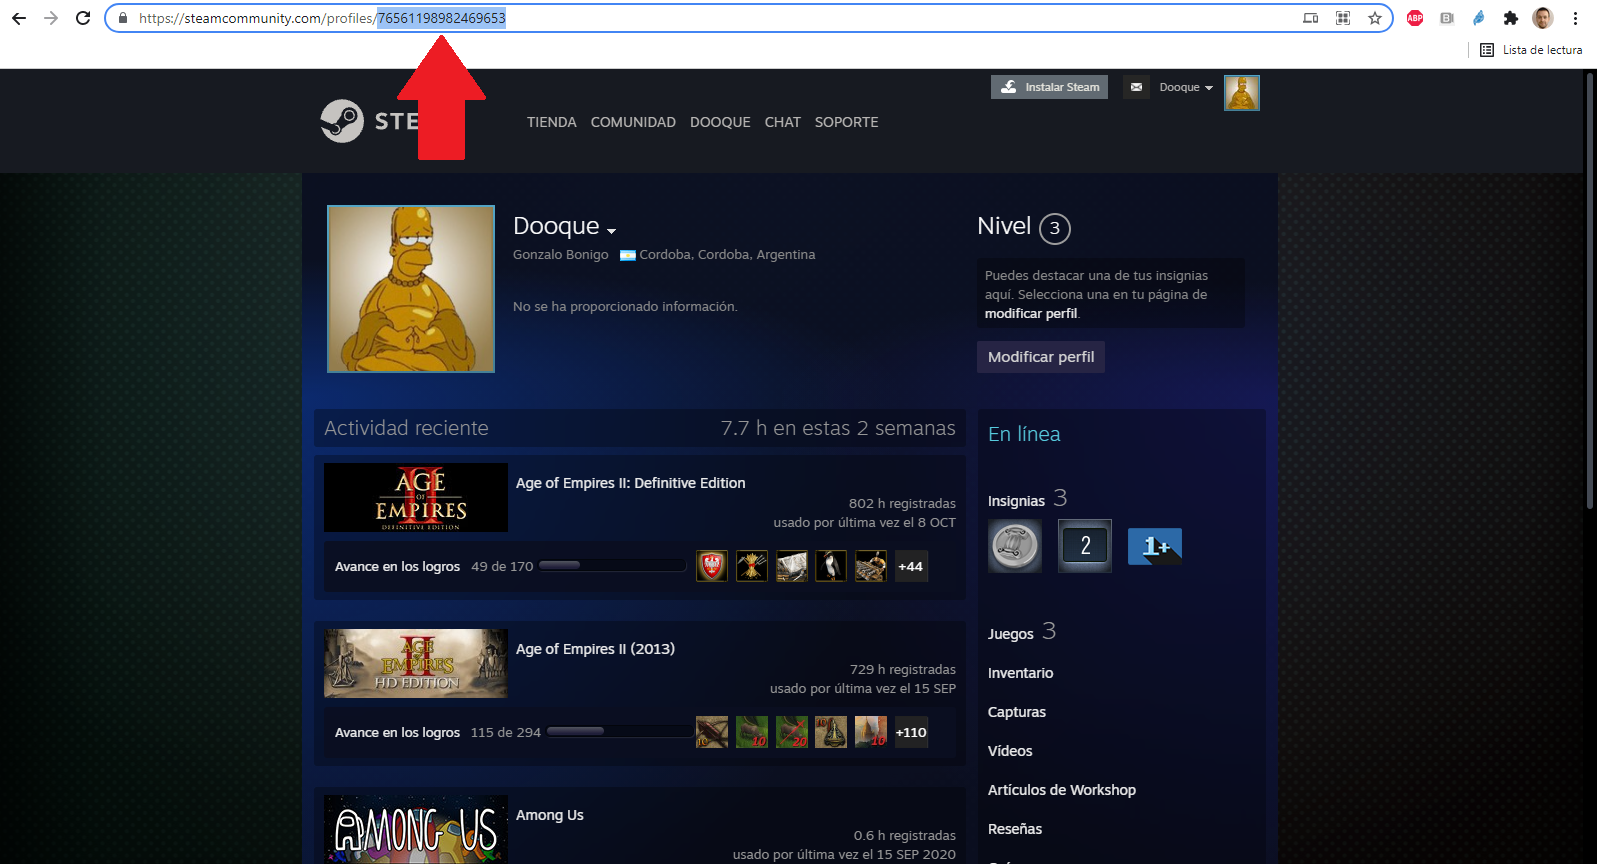 https://steamcommunity.com/profiles/76561198982469653
ABP
Lista de lectura
Instalar Steam
Dooque
STE
TIENDA COMUNIDAD DOOQUE CHAT SOPORTE
Dooque
Gonzalo Bonigo Cordoba, Cordoba, Argentina
No se ha proporcionado información.
Nivel 3
Puedes destacar una de tus insignias
aquí. Selecciona una en tu página de
modificar perfil.
Modificar perfil
Actividad reciente 7.7 h en estas 2 semanas
AGE
OF
EMPIRES
II
DEFINITIVE EDITION
Age of Empires II: Definitive Edition
802 h registradas
usado por última vez el 8 OCT
Avance en los logros 49 de 170 +44
AGE
OF
EMPIRES
II
HD EDITION
Age of Empires II (2013)
729 h registradas
usado por última vez el 15 SEP
Avance en los logros 115 de 294 10 10 20 10 10 +110
AMONG US
Among Us
0.6 h registradas
usado por última vez el 15 SEP 2020
En línea
Insignias 3
2 1+
Juegos 3
Inventario
Capturas
Vídeos
Artículos de Workshop
Reseñas